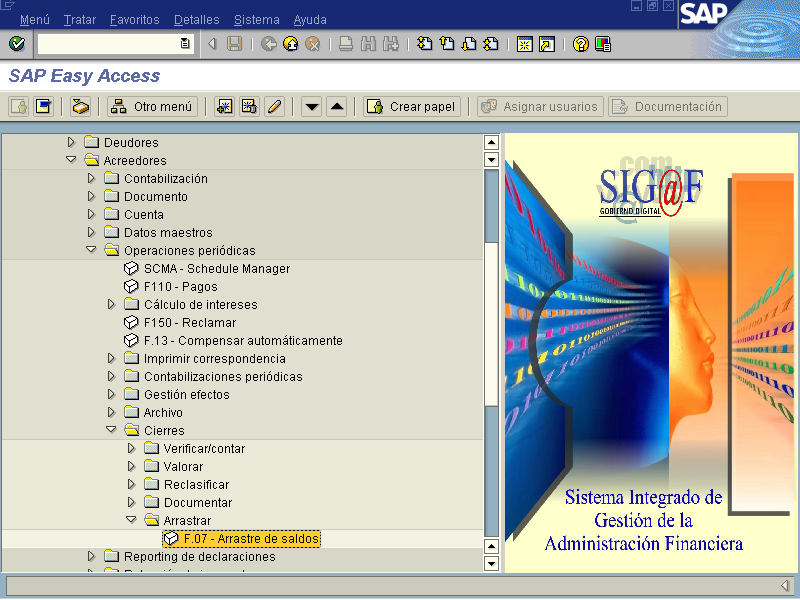 Menú Tratar Favoritos Detalles Sistema Ayuda
SAP
SAP Easy Access
Otro menú Crear papel Asignar usuarios Documentación
Deudores
Acreedores
Contabilización
Documento
Cuenta
Datos maestros
Operaciones periódicas
SCMA - Schedule Manager
F110 - Pagos
Cálculo de intereses
F150 - Reclamar
F.13 - Compensar automáticamente
Imprimir correspondencia
Contabilizaciones periódicas
Gestión efectos
Archivo
Cierres
Verificar/contar
Valorar
Reclasificar
Documentar
Arrastrar
F.07 - Arrastre de saldos
Reporting de declaraciones
SIG@F
GOBIERNO DIGITAL
Sistema Integrado de
Gestión de la
Administración Financiera